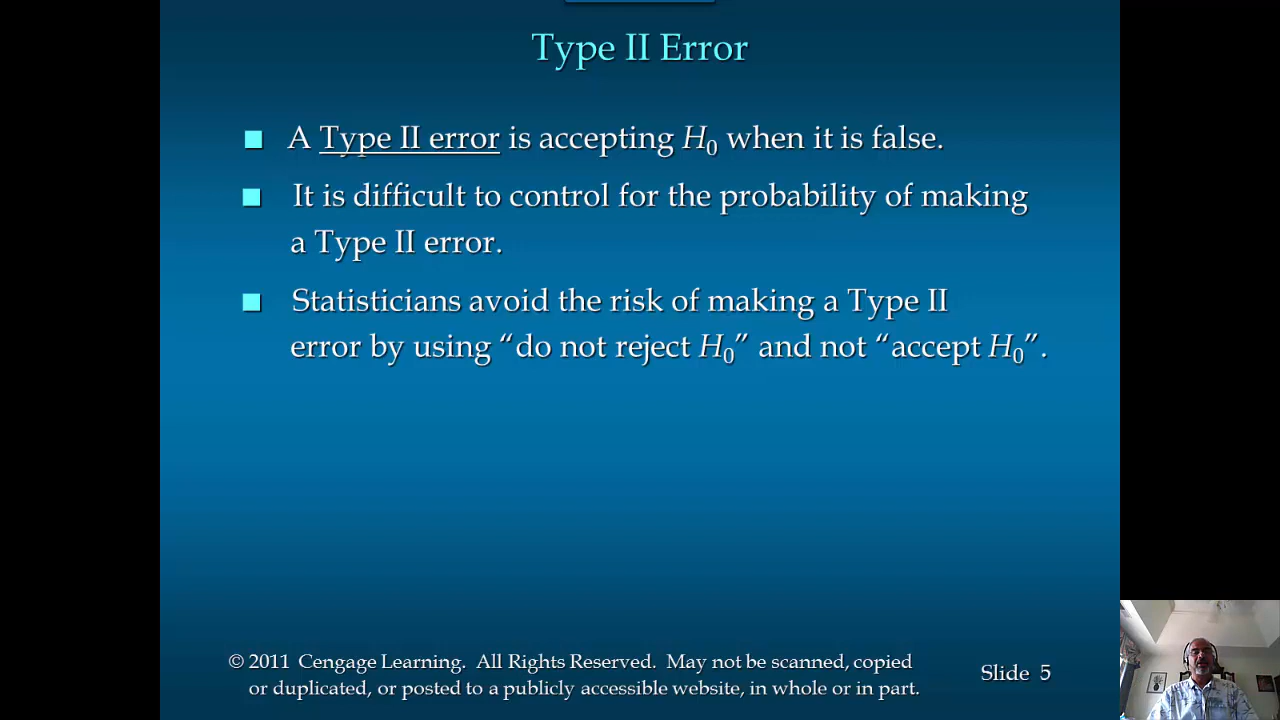 Type II Error
■ A Type II error is accepting H₀ when it is false.
■ It is difficult to control for the probability of making
a Type II error.
■ Statisticians avoid the risk of making a Type II
error by using “do not reject H₀” and not “accept H₀”.
© 2011 Cengage Learning. All Rights Reserved. May not be scanned, copied
or duplicated, or posted to a publicly accessible website, in whole or in part.
Slide 5